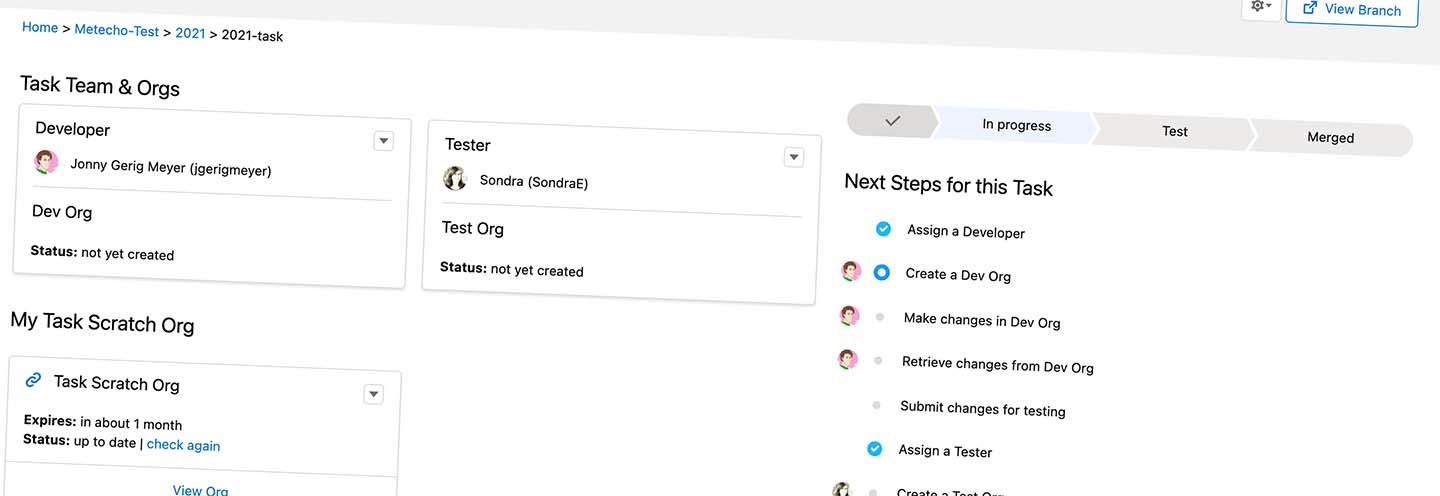 View Branch
Home > Metecho-Test > 2021 > 2021-task
Task Team & Orgs
Developer
Jonny Gerig Meyer (jgerigmeyer)
Dev Org
Status: not yet created
Tester
Sondra (SondraE)
Test Org
Status: not yet created
My Task Scratch Org
Task Scratch Org
Expires: in about 1 month
Status: up to date | check again
View Org
In progress
Test
Merged
Next Steps for this Task
Assign a Developer
Create a Dev Org
Make changes in Dev Org
Retrieve changes from Dev Org
Submit changes for testing
Assign a Tester
Create a Test Org